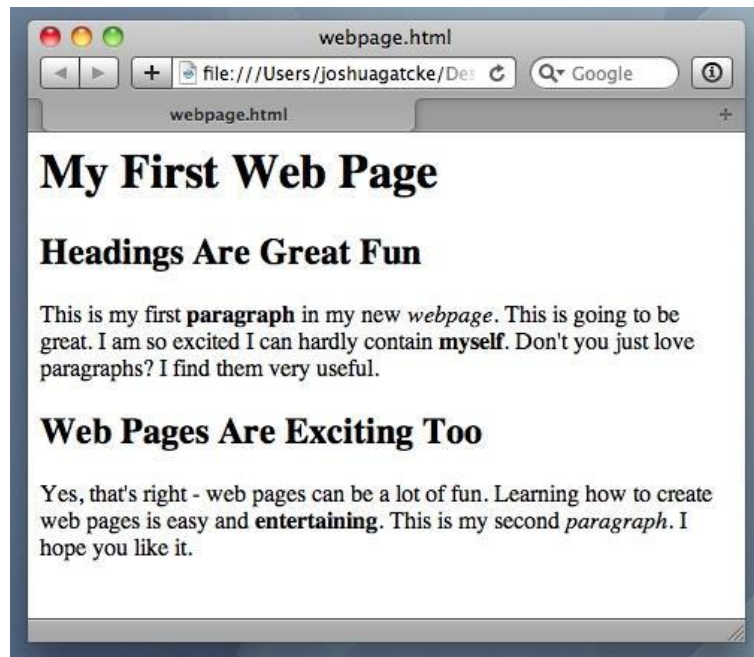 webpage.html
file:///Users/joshuagatcke/Des
Google
webpage.html
My First Web Page
Headings Are Great Fun
This is my first paragraph in my new webpage. This is going to be
great. I am so excited I can hardly contain myself. Don't you just love
paragraphs? I find them very useful.
Web Pages Are Exciting Too
Yes, that's right - web pages can be a lot of fun. Learning how to create
web pages is easy and entertaining. This is my second paragraph. I
hope you like it.